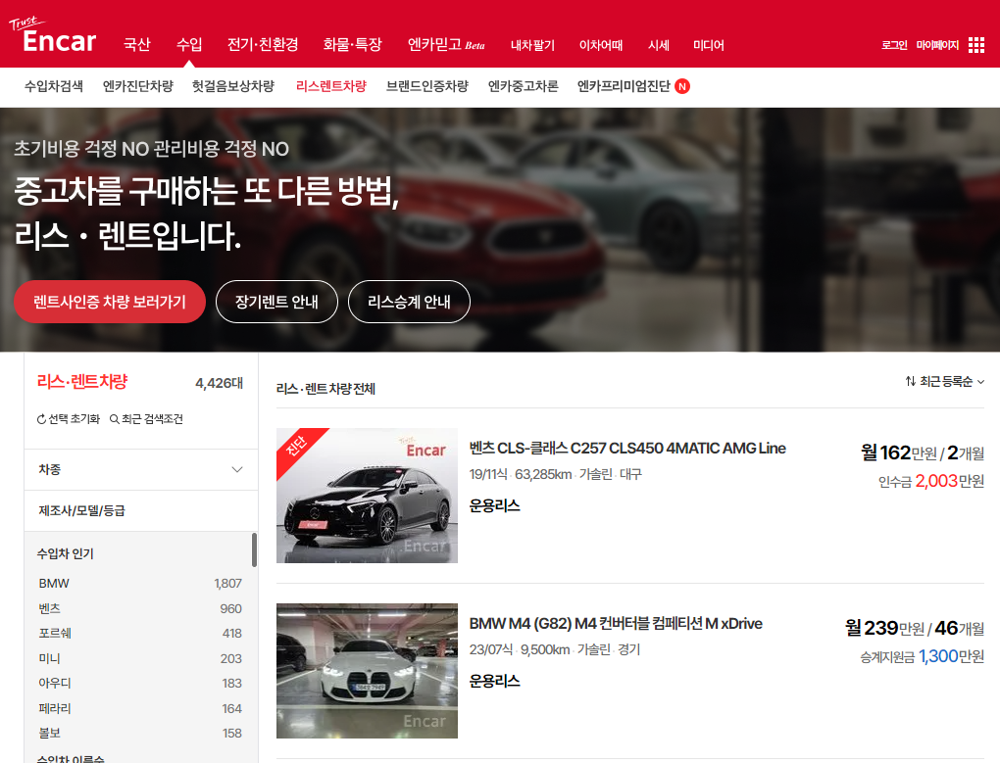 Trust
Encar
국산 수입 전기·친환경 화물·특장 엔카믿고 Beta 내차팔기 이차어때 시세 미디어 로그인 마이페이지
수입차검색 엔카진단차량 헛걸음보상차량 리스렌트차량 브랜드인증차량 엔카중고차론 엔카프리미엄진단 N
초기비용 걱정 NO 관리비용 걱정 NO
중고차를 구매하는 또 다른 방법,
리스 · 렌트입니다.
렌트사인증 차량 보러가기 장기렌트 안내 리스승계 안내
리스·렌트차량 4,426대
선택 초기화 최근 검색조건
차종
제조사/모델/등급
수입차 인기
BMW 1,807
벤츠 960
포르쉐 418
미니 203
아우디 183
페라리 164
볼보 158
수입차 이름순
리스·렌트 차량 전체 최근 등록순
진단
Encar
Encar
벤츠 CLS-클래스 C257 CLS450 4MATIC AMG Line
19/11식 · 63,285km · 가솔린 · 대구
운용리스
월 162만원 / 2개월
인수금 2,003만원
Encar
BMW M4 (G82) M4 컨버터블 컴페티션 M xDrive
23/07식 · 9,500km · 가솔린 · 경기
운용리스
월 239만원 / 46개월
승계지원금 1,300만원